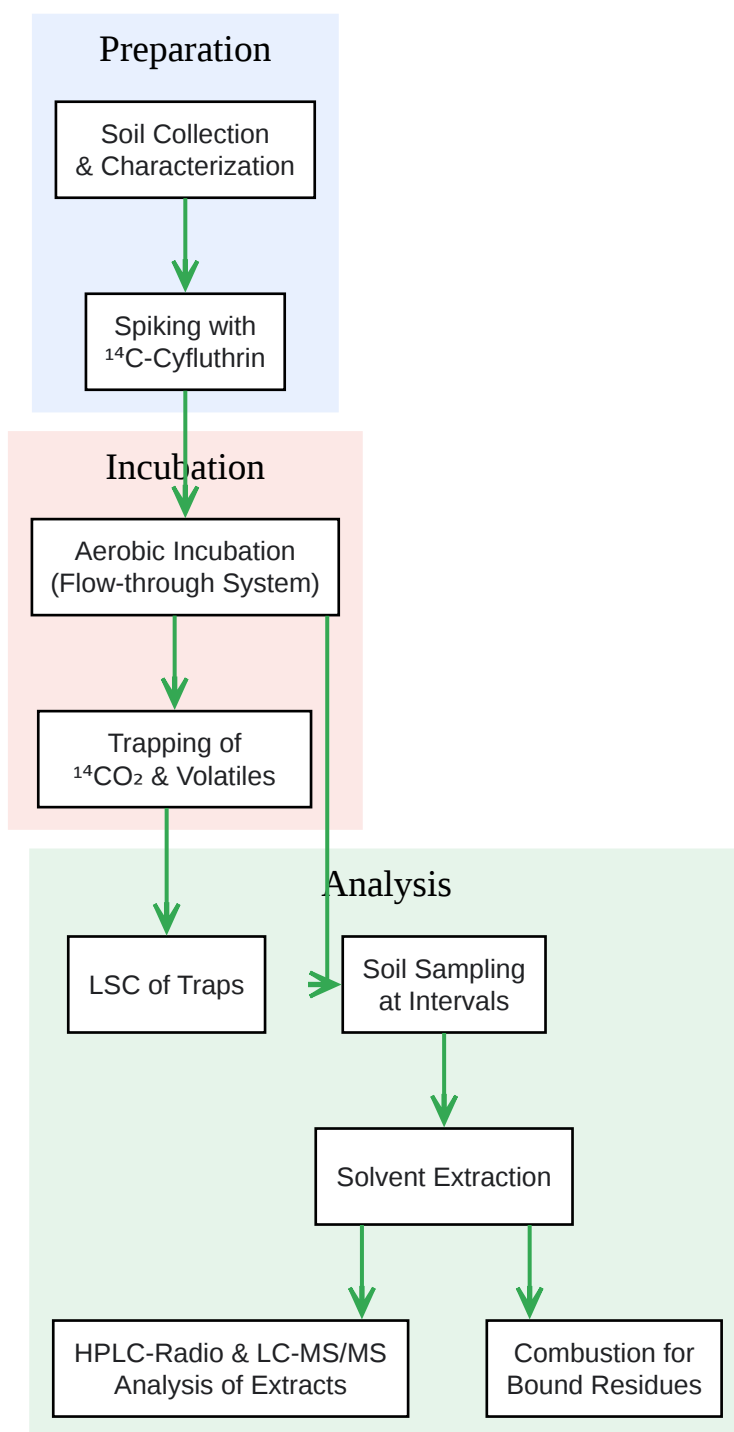 Preparation
Soil Collection
& Characterization
Spiking with
¹⁴C-Cyfluthrin
Incubation
Aerobic Incubation
(Flow-through System)
Trapping of
¹⁴CO₂ & Volatiles
Analysis
LSC of Traps
Soil Sampling
at Intervals
Solvent Extraction
HPLC-Radio & LC-MS/MS
Analysis of Extracts
Combustion for
Bound Residues